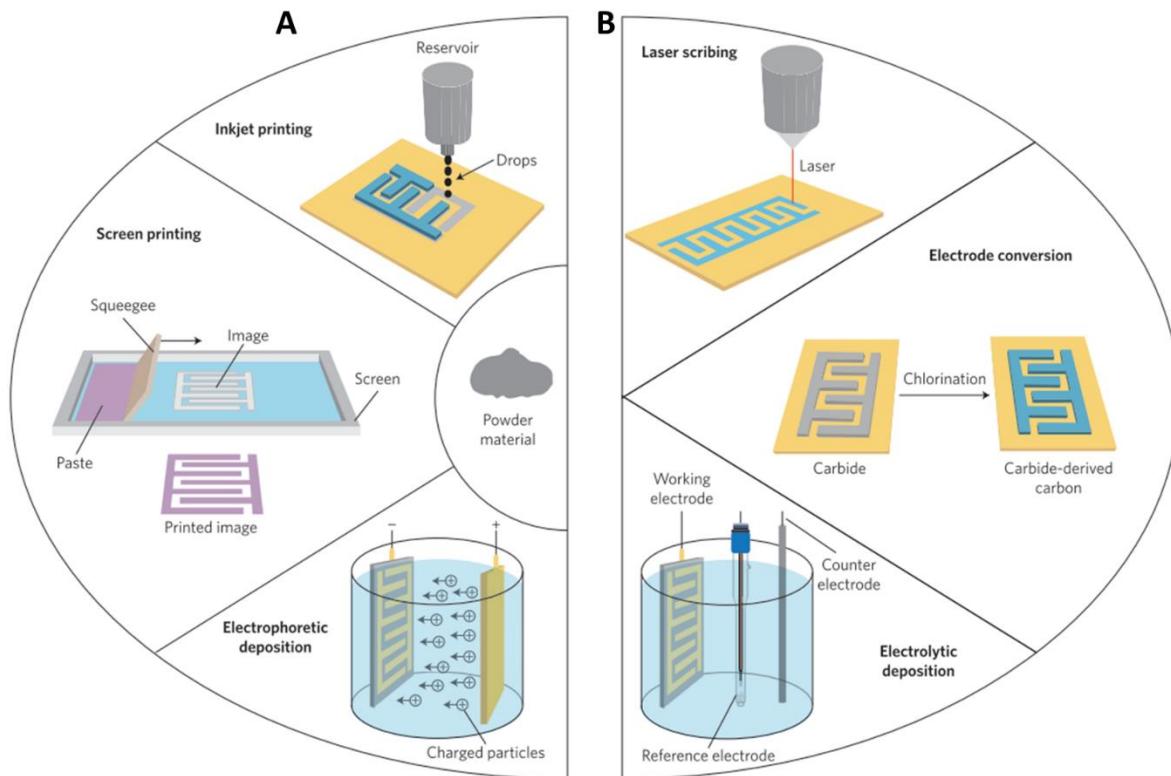 A
B
Reservoir
Inkjet printing
Drops
Screen printing
Squeegee
Image
Screen
Paste
Printed image
Powder
material
−
+
Electrophoretic
deposition
Charged particles
Laser scribing
Laser
Electrode conversion
Chlorination
Carbide
Carbide-derived
carbon
Working
electrode
Counter
electrode
Electrolytic
deposition
Reference electrode